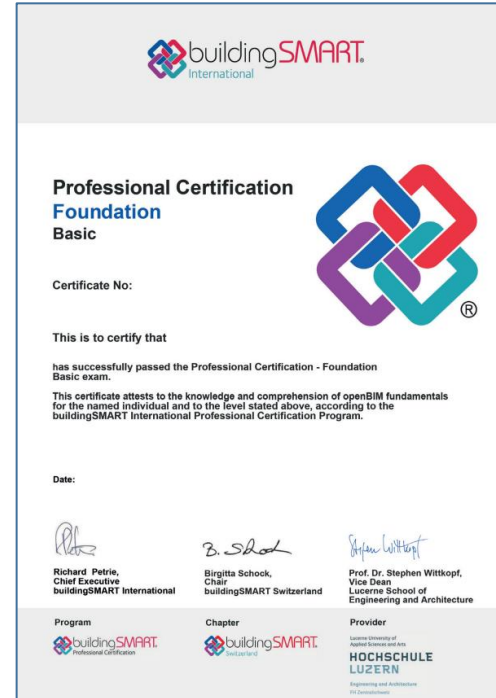 buildingSMART®
International
Professional Certification
Foundation
Basic
®
Certificate No:
This is to certify that
has successfully passed the Professional Certification - Foundation
Basic exam.
This certificate attests to the knowledge and comprehension of openBIM fundamentals
for the named individual and to the level stated above, according to the
buildingSMART International Professional Certification Program.
Date:
B. Shock
Stephen Wittkopf
Richard Petrie,
Chief Executive
buildingSMART International
Birgitta Schock,
Chair
buildingSMART Switzerland
Prof. Dr. Stephen Wittkopf,
Vice Dean
Lucerne School of
Engineering and Architecture
Program
buildingSMART
Professional Certification
Chapter
buildingSMART
Switzerland
Provider
Lucerne University of
Applied Sciences and Arts
HOCHSCHULE
LUZERN
Engineering and Architecture
FH Zentralschweiz